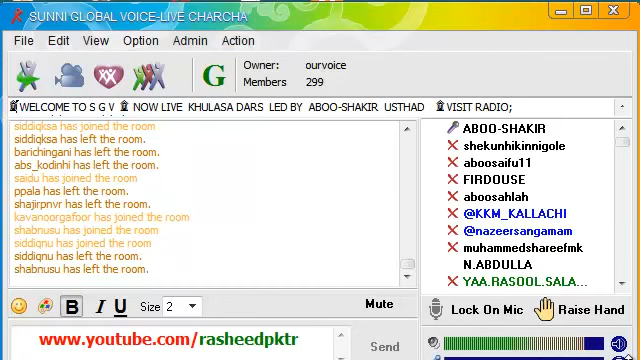 SUNNI GLOBAL VOICE-LIVE CHARCHA
File Edit View Option Admin Action
G
Owner: ourvoice
Members 299
WELCOME TO S G V NOW LIVE KHULASA DARS LED BY ABOO-SHAKIR USTHAD VISIT RADIO;
siddiqksa has joined the room
siddiqksa has left the room.
barichingani has left the room.
abs_kodinhi has left the room.
saidu has joined the room
ppala has left the room.
shajirpnvr has left the room.
kavanoorgafoor has joined the room
shabnusu has joined the room
siddiqnu has joined the room
siddiqnu has left the room.
shabnusu has left the room.
ABOO-SHAKIR
shekunhikinnigole
aboosaifu11
FIRDOUSE
aboosahlah
@KKM_KALLACHI
@nazeersangamam
muhammedshareefmk
N.ABDULLA
YAA.RASOOL.SALA...
B I U Size 2 Mute
Lock On Mic Raise Hand
www.youtube.com/rasheedpktr
Send